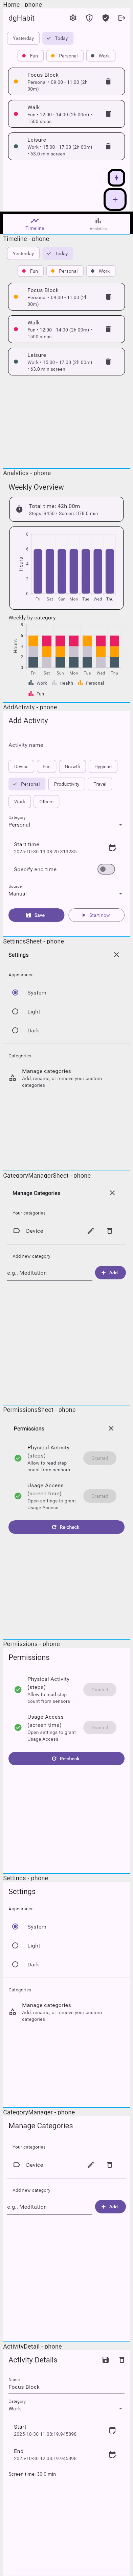 Home - phone
dgHabit
Yesterday
Today
Fun
Personal
Work
Focus Block
Personal • 09:00 - 11:00 (2h
00m)
Walk
Fun • 12:00 - 14:00 (2h 00m) •
1500 steps
Leisure
Work • 15:00 - 17:00 (2h 00m)
• 63.0 min screen
Timeline
Analytics
Timeline - phone
Yesterday
Today
Fun
Personal
Work
Focus Block
Personal • 09:00 - 11:00 (2h
00m)
Walk
Fun • 12:00 - 14:00 (2h 00m) •
1500 steps
Leisure
Work • 15:00 - 17:00 (2h 00m)
• 63.0 min screen
Analytics - phone
Weekly Overview
Total time: 42h 00m
Steps: 9450 • Screen: 378.0 min
Hours
8
6
4
2
0
Fri Sat Sun Mon Tue Wed Thu
Weekly by category
Hours
8
6
4
2
0
Fri Sat Sun Mon Tue Wed Thu
Work
Health
Personal
Fun
AddActivity - phone
Add Activity
Activity name
Device
Fun
Growth
Hygiene
Personal
Productivity
Travel
Work
Others
Category
Personal
Start time
Specify end time
Source
Manual
Save
Start now
SettingsSheet - phone
Settings
Appearance
System
Light
Dark
Categories
Manage categories
Add, rename, or remove your custom
categories
CategoryManagerSheet - phone
Manage Categories
Your categories
Device
Add new category
e.g., Meditation
Add
PermissionsSheet - phone
Permissions
Physical Activity
(steps)
Allow to read step
count from sensors
Granted
Usage Access
(screen time)
Open settings to grant
Usage Access
Granted
Re-check
Permissions - phone
Permissions
Physical Activity
(steps)
Allow to read step
count from sensors
Granted
Usage Access
(screen time)
Open settings to grant
Usage Access
Granted
Re-check
Settings - phone
Settings
Appearance
System
Light
Dark
Categories
Manage categories
Add, rename, or remove your custom
categories
CategoryManager - phone
Manage Categories
Your categories
Device
Add new category
e.g., Meditation
Add
ActivityDetail - phone
Activity Details
Name
Focus Block
Category
Work
Start
2025-10-30 11:08:19.945898
End
2025-10-30 12:08:19.945898
Screen time: 30.0 min